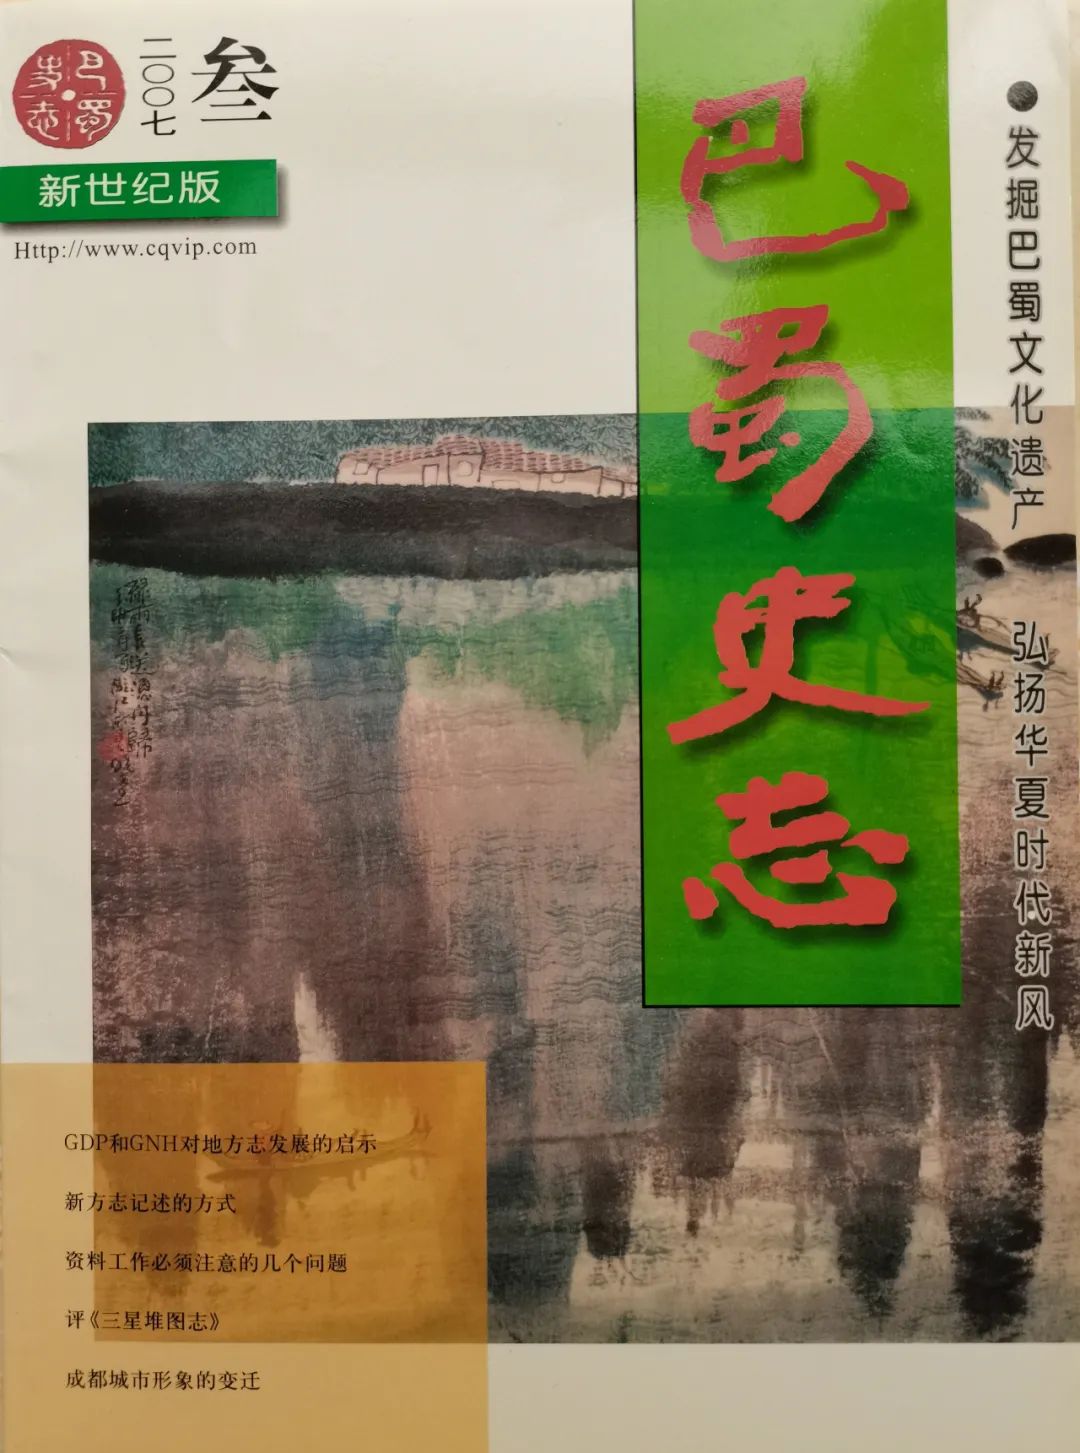 巴蜀史志
二〇〇七
叁
新世纪版
Http://www.cqvip.com
巴蜀史志
●发掘巴蜀文化遗产 弘扬华夏时代新风
GDP和GNH对地方志发展的启示
新方志记述的方式
资料工作必须注意的几个问题
评《三星堆图志》
成都城市形象的变迁